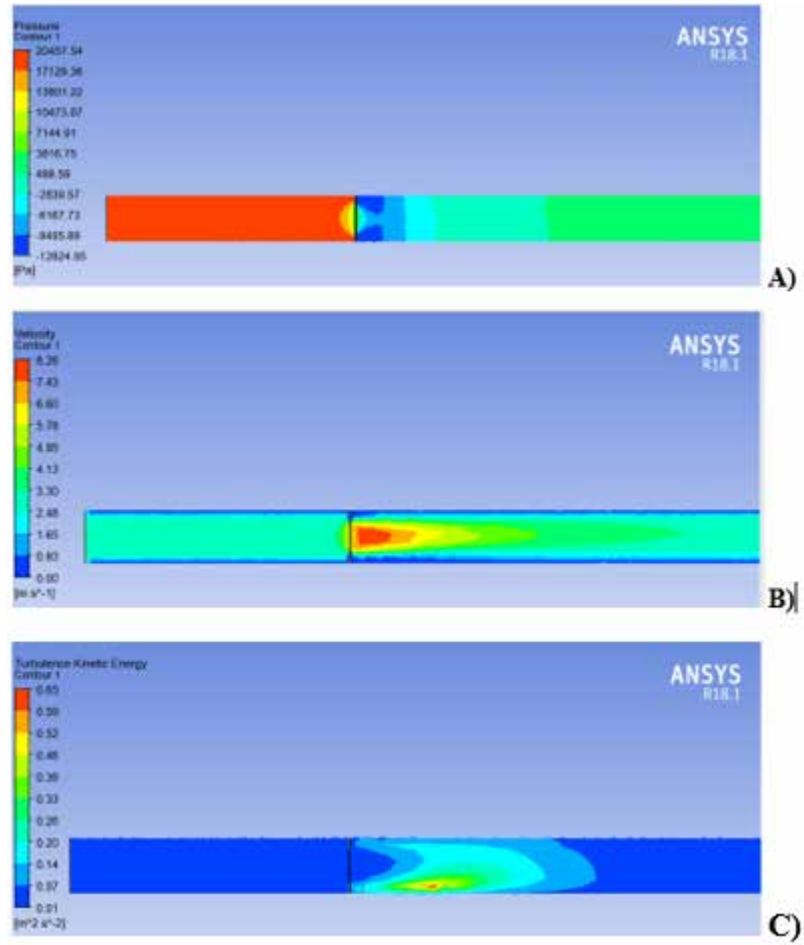 Pressure
Contour 1
ANSYS
R18.1
20457.54
17129.38
13801.22
10473.07
7144.91
3816.75
488.59
-2839.57
-6167.73
-9495.89
-12824.05
[Pa]
A)
Velocity
Contour 1
ANSYS
R18.1
8.26
7.43
6.60
5.78
4.95
4.13
3.30
2.48
1.65
0.83
0.00
[m s^-1]
B)
Turbulence Kinetic Energy
Contour 1
ANSYS
R18.1
0.65
0.59
0.52
0.46
0.39
0.33
0.26
0.20
0.14
0.07
0.01
[m^2 s^-2]
C)